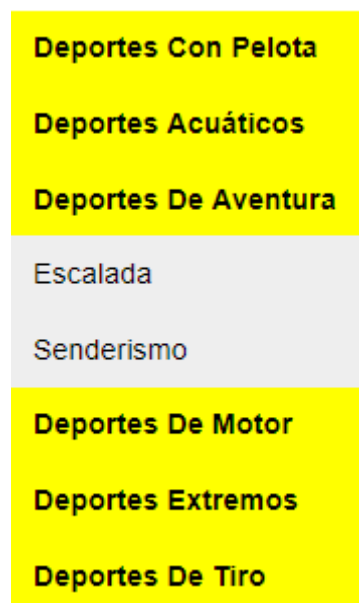 Deportes Con Pelota
Deportes Acuáticos
Deportes De Aventura
Escalada
Senderismo
Deportes De Motor
Deportes Extremos
Deportes De Tiro